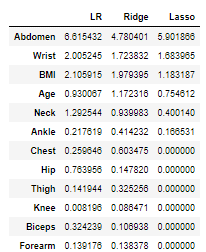 LR Ridge Lasso
Abdomen 6.615432 4.780401 5.901866
Wrist 2.005245 1.723832 1.683965
BMI 2.105915 1.979395 1.183187
Age 0.930067 1.172316 0.754612
Neck 1.292544 0.939983 0.400140
Ankle 0.217619 0.414232 0.166531
Chest 0.259646 0.603475 0.000000
Hip 0.763956 0.147820 0.000000
Thigh 0.141944 0.325256 0.000000
Knee 0.008196 0.086471 0.000000
Biceps 0.324239 0.106938 0.000000
Forearm 0.139176 0.138378 0.000000